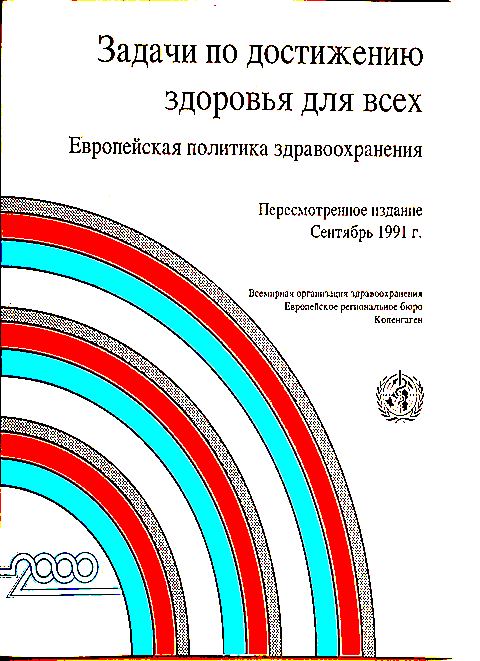 Задачи по достижению
здоровья для всех
Европейская политика здравоохранения
Пересмотренное издание
Сентябрь 1991 г.
Всемирная организация здравоохранения
Европейское региональное бюро
Копенгаген
2000